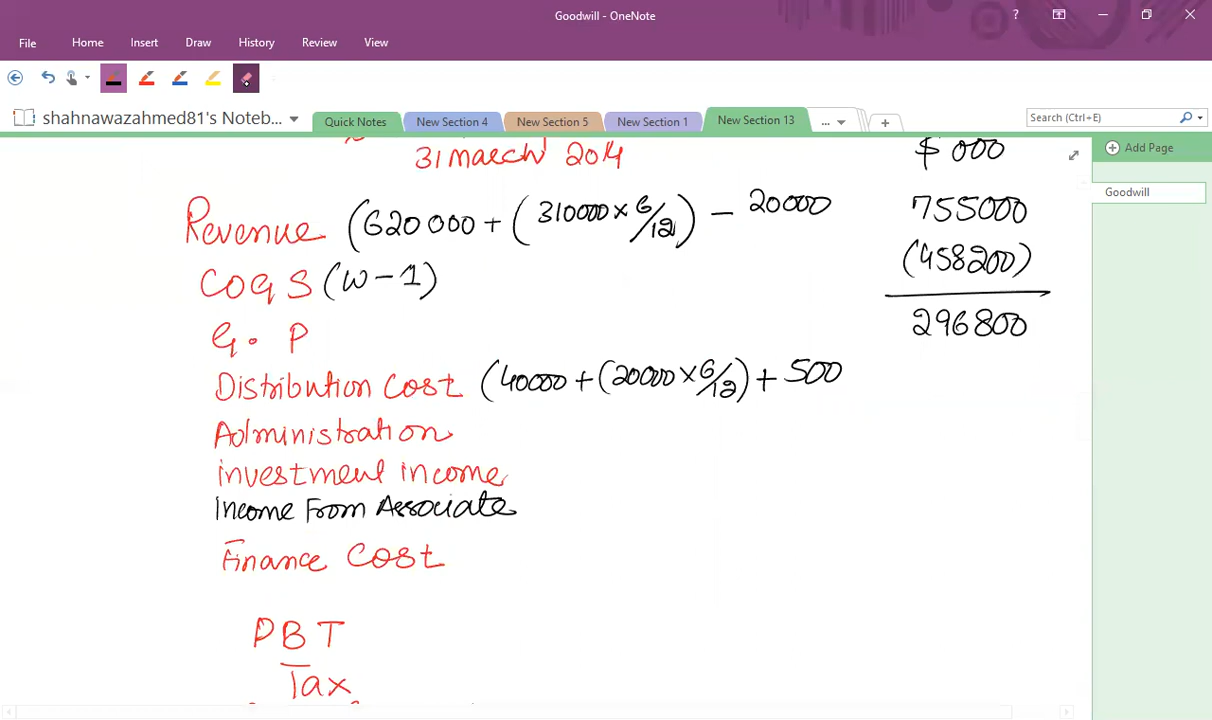 Goodwill - OneNote
?
File Home Insert Draw History Review View
shahnawazahmed81's Noteb... Quick Notes New Section 4 New Section 5 New Section 1 New Section 13 ... + Search (Ctrl+E)
Add Page
Goodwill
31 March 2014
$ 000
Revenue (620000 + (310000 × 6/12) - 20000 755000
COGS (W-1) (458200)
G. P 296800
Distribution Cost (40000 + (20000 × 6/12) + 500
Administration
investment income
Income From Associate
Finance Cost
PBT
Tax